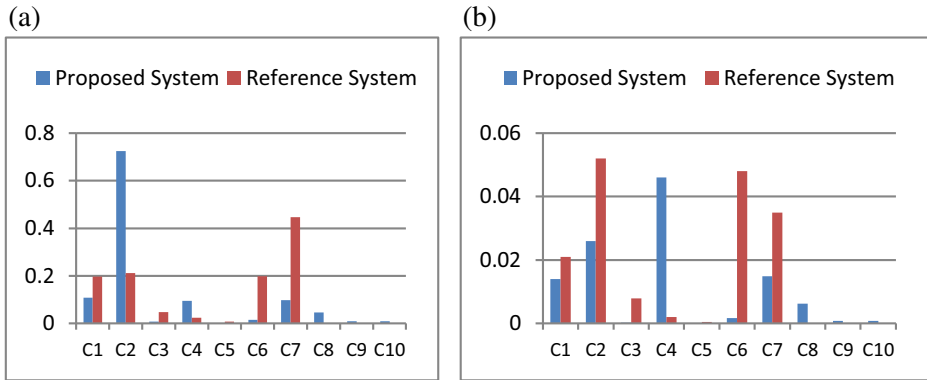 (a)
Proposed System Reference System
0.8
0.6
0.4
0.2
0
C1 C2 C3 C4 C5 C6 C7 C8 C9 C10
(b)
Proposed System Reference System
0.06
0.04
0.02
0
C1 C2 C3 C4 C5 C6 C7 C8 C9 C10